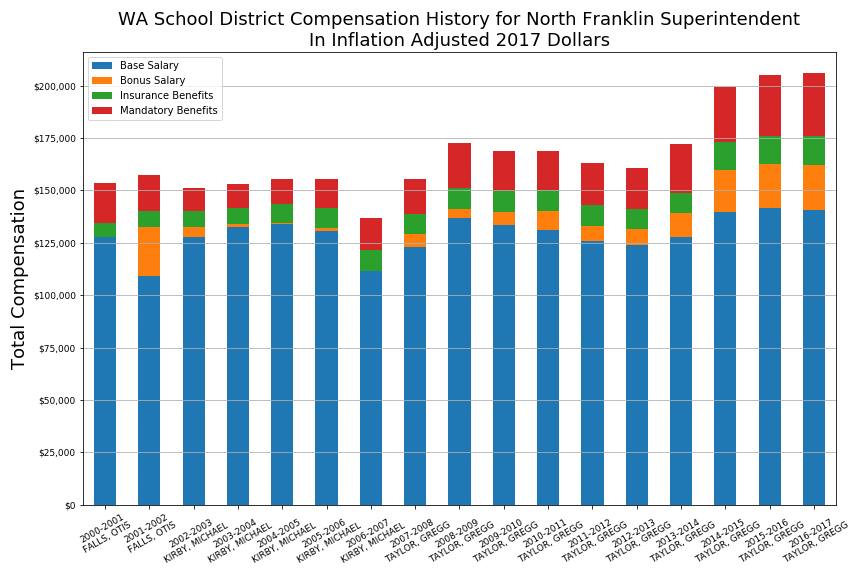 WA School District Compensation History for North Franklin Superintendent
In Inflation Adjusted 2017 Dollars
Base Salary
Bonus Salary
Insurance Benefits
Mandatory Benefits
Total Compensation
$200,000
$175,000
$150,000
$125,000
$100,000
$75,000
$50,000
$25,000
$0
2000-2001
FALLS, OTIS
2001-2002
FALLS, OTIS
2002-2003
KIRBY, MICHAEL
2003-2004
KIRBY, MICHAEL
2004-2005
KIRBY, MICHAEL
2005-2006
KIRBY, MICHAEL
2006-2007
KIRBY, MICHAEL
2007-2008
TAYLOR, GREGG
2008-2009
TAYLOR, GREGG
2009-2010
TAYLOR, GREGG
2010-2011
TAYLOR, GREGG
2011-2012
TAYLOR, GREGG
2012-2013
TAYLOR, GREGG
2013-2014
TAYLOR, GREGG
2014-2015
TAYLOR, GREGG
2015-2016
TAYLOR, GREGG
2016-2017
TAYLOR, GREGG